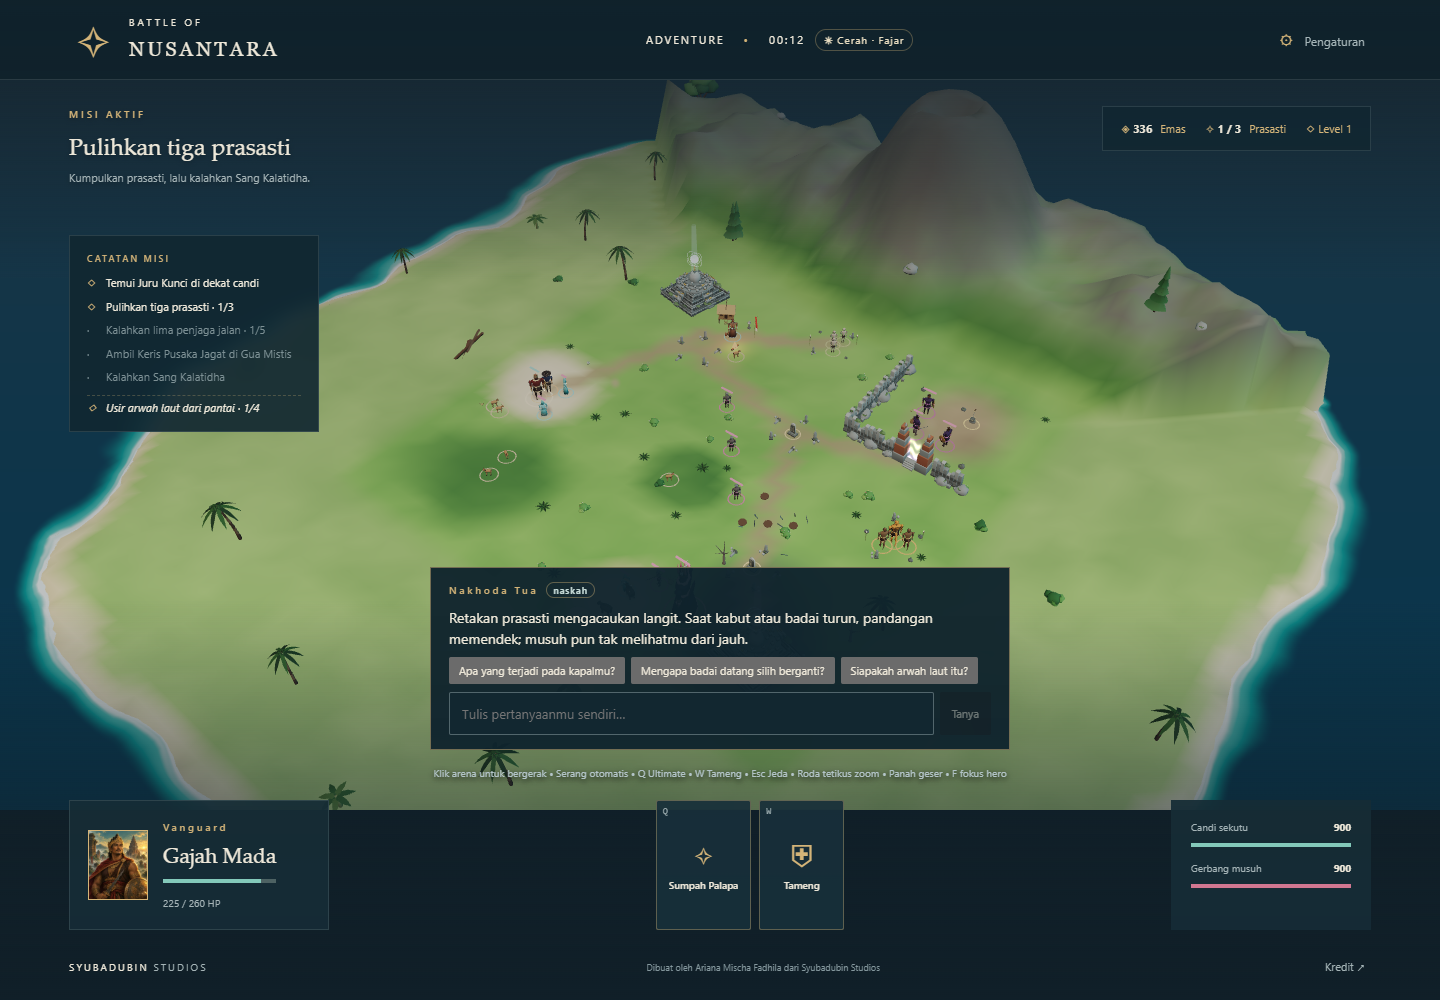 BATTLE OF
NUSANTARA
ADVENTURE • 00:12 Cerah · Fajar
Pengaturan
MISI AKTIF
Pulihkan tiga prasasti
Kumpulkan prasasti, lalu kalahkan Sang Kalatidha.
336 Emas 1 / 3 Prasasti Level 1
CATATAN MISI
Temui Juru Kunci di dekat candi
Pulihkan tiga prasasti · 1/3
Kalahkan lima penjaga jalan · 1/5
Ambil Keris Pusaka Jagat di Gua Mistis
Kalahkan Sang Kalatidha
Usir arwah laut dari pantai · 1/4
Nakhoda Tua naskah
Retakan prasasti mengacaukan langit. Saat kabut atau badai turun, pandangan
memendek; musuh pun tak melihatmu dari jauh.
Apa yang terjadi pada kapalmu? Mengapa badai datang silih berganti? Siapakah arwah laut itu?
Tulis pertanyaanmu sendiri... Tanya
Klik arena untuk bergerak • Serang otomatis • Q Ultimate • W Tameng • Esc Jeda • Roda tetikus zoom • Panah geser • F fokus hero
Vanguard
Gajah Mada
225 / 260 HP
Q
Sumpah Palapa
W
Tameng
Candi sekutu 900
Gerbang musuh 900
SYUBADUBIN STUDIOS
Dibuat oleh Ariana Mischa Fadhila dari Syubadubin Studios
Kredit ↗